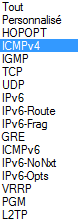 Tout
Personnalisé
HOPOPT
ICMPv4
IGMP
TCP
UDP
IPv6
IPv6-Route
IPv6-Frag
GRE
ICMPv6
IPv6-NoNxt
IPv6-Opts
VRRP
PGM
L2TP